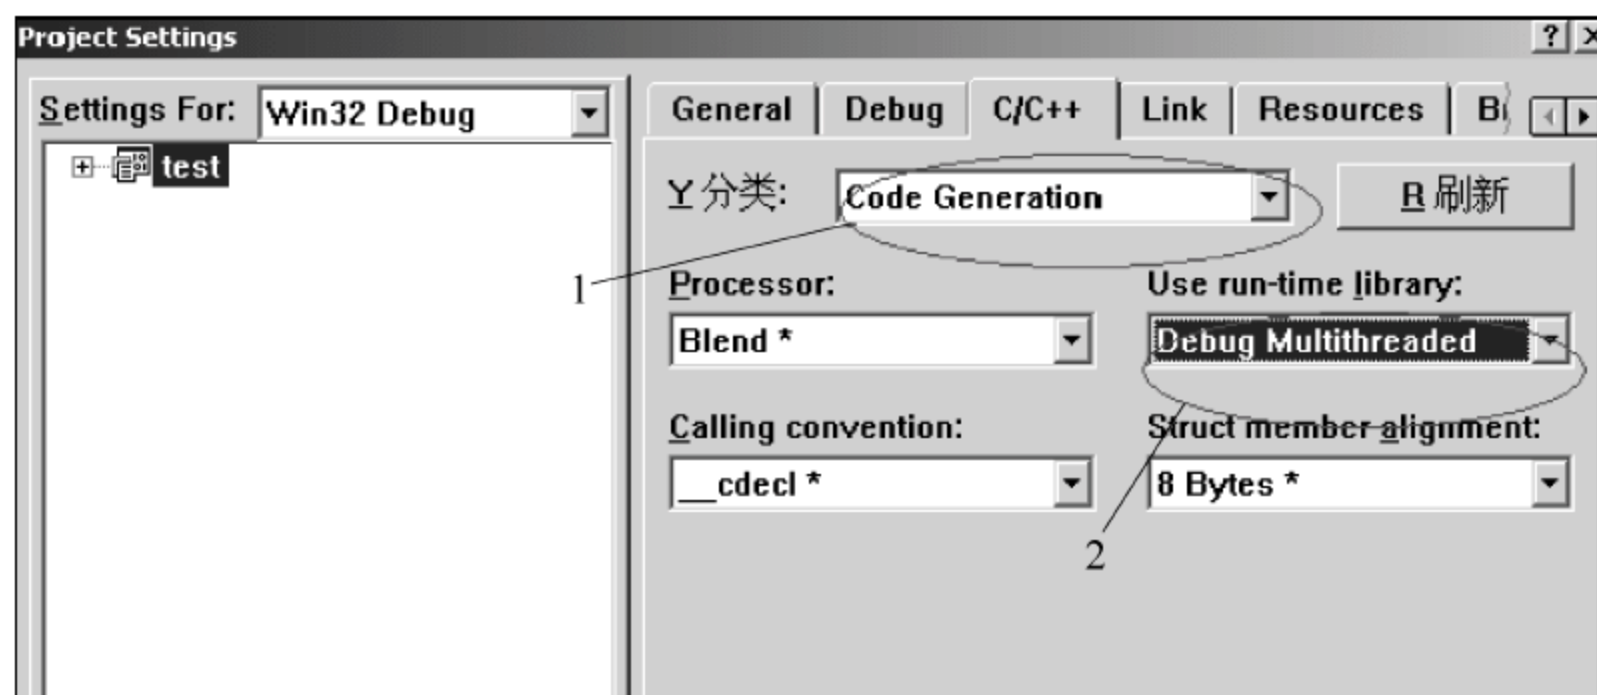 Project Settings
Settings For: Win32 Debug
test
General Debug C/C++ Link Resources
Y 分类: Code Generation R 刷新
1
Processor: Use run-time library:
Blend * Debug Multithreaded
Calling convention: Struct member alignment:
__cdecl * 8 Bytes *
2